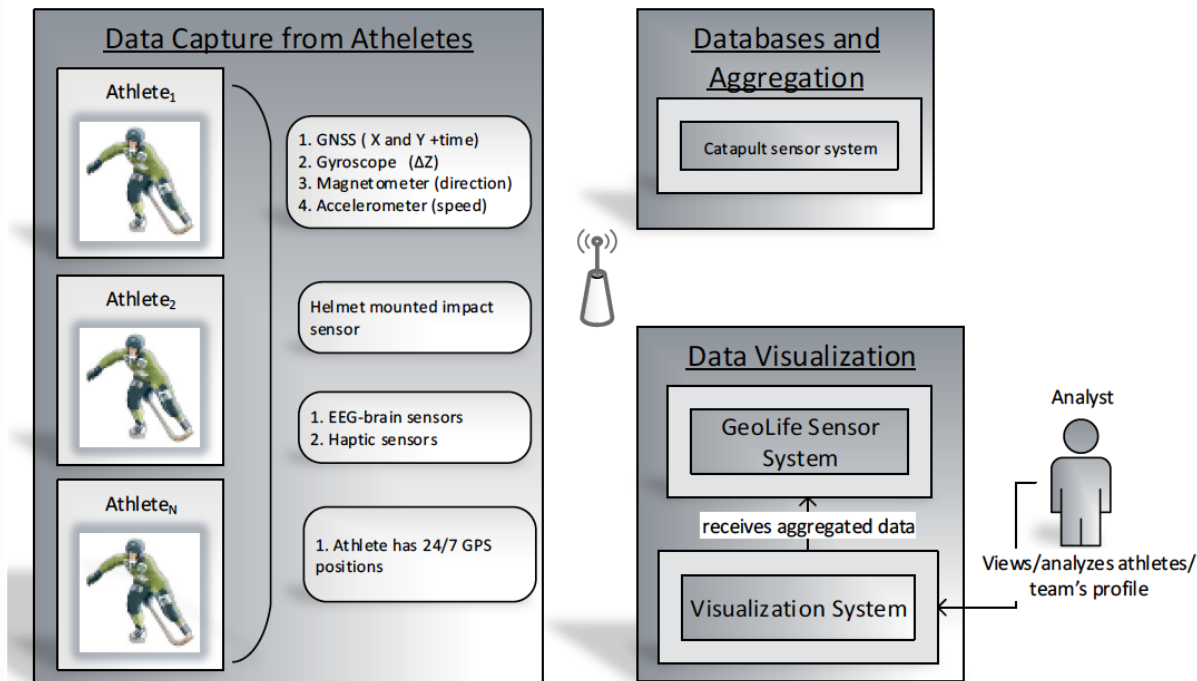 Data Capture from Atheletes
Athlete1
Athlete2
AthleteN
1. GNSS ( X and Y +time)
2. Gyroscope (ΔZ)
3. Magnetometer (direction)
4. Accelerometer (speed)
Helmet mounted impact
sensor
1. EEG-brain sensors
2. Haptic sensors
1. Athlete has 24/7 GPS
positions
Databases and
Aggregation
Catapult sensor system
Data Visualization
GeoLife Sensor
System
receives aggregated data
Visualization System
Analyst
Views/analyzes athletes/
team’s profile